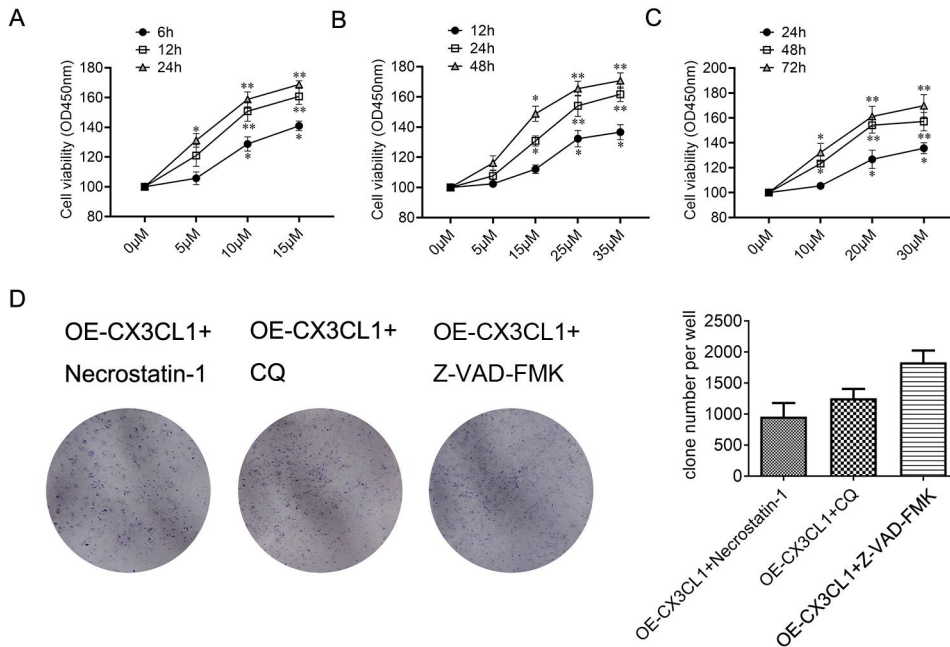 A
6h
12h
24h
Cell viability (OD450nm)
180
160
140
120
100
80
*
**
**
**
**
*
*
0μM
5μM
10μM
15μM
B
12h
24h
48h
Cell viability (OD450nm)
180
160
140
120
100
80
*
**
**
*
**
**
*
*
0μM
5μM
15μM
25μM
35μM
C
24h
48h
72h
Cell viability (OD450nm)
200
180
160
140
120
100
80
*
**
**
*
**
**
*
*
0μM
10μM
20μM
30μM
D
OE-CX3CL1+
Necrostatin-1
OE-CX3CL1+
CQ
OE-CX3CL1+
Z-VAD-FMK
clone number per well
2500
2000
1500
1000
500
0
OE-CX3CL1+Necrostatin-1
OE-CX3CL1+CQ
OE-CX3CL1+Z-VAD-FMK